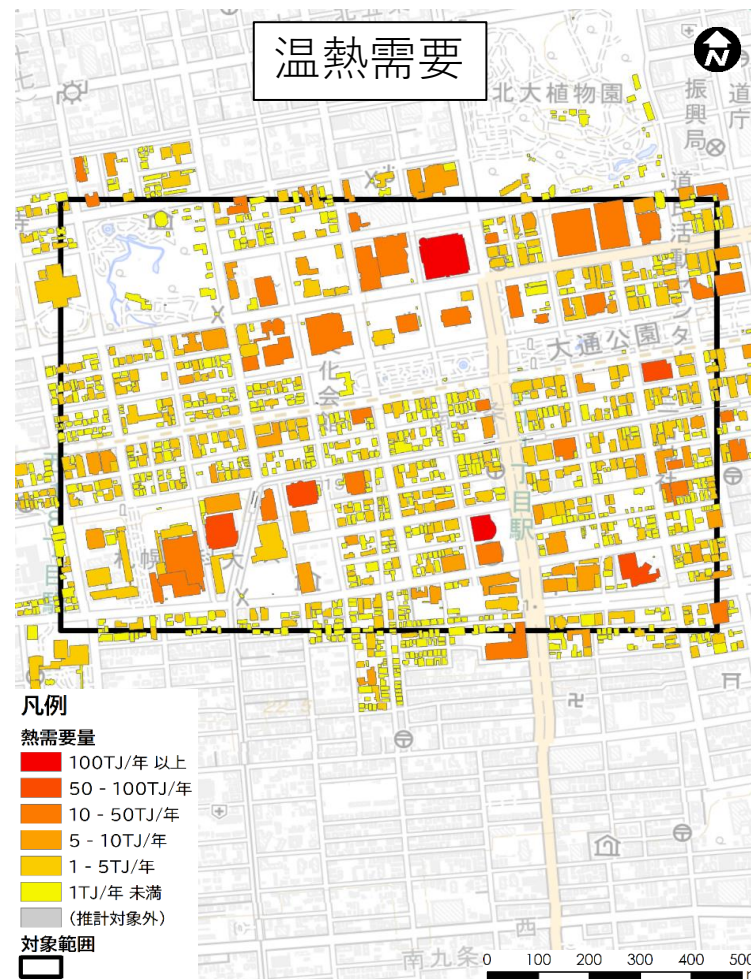 温熱需要
N
北大植物園
振興局
道庁
大通公園
凡例
熱需要量
100TJ/年 以上
50 - 100TJ/年
10 - 50TJ/年
5 - 10TJ/年
1 - 5TJ/年
1TJ/年 未満
(推計対象外)
対象範囲
西
南九条
0 100 200 300 400 500